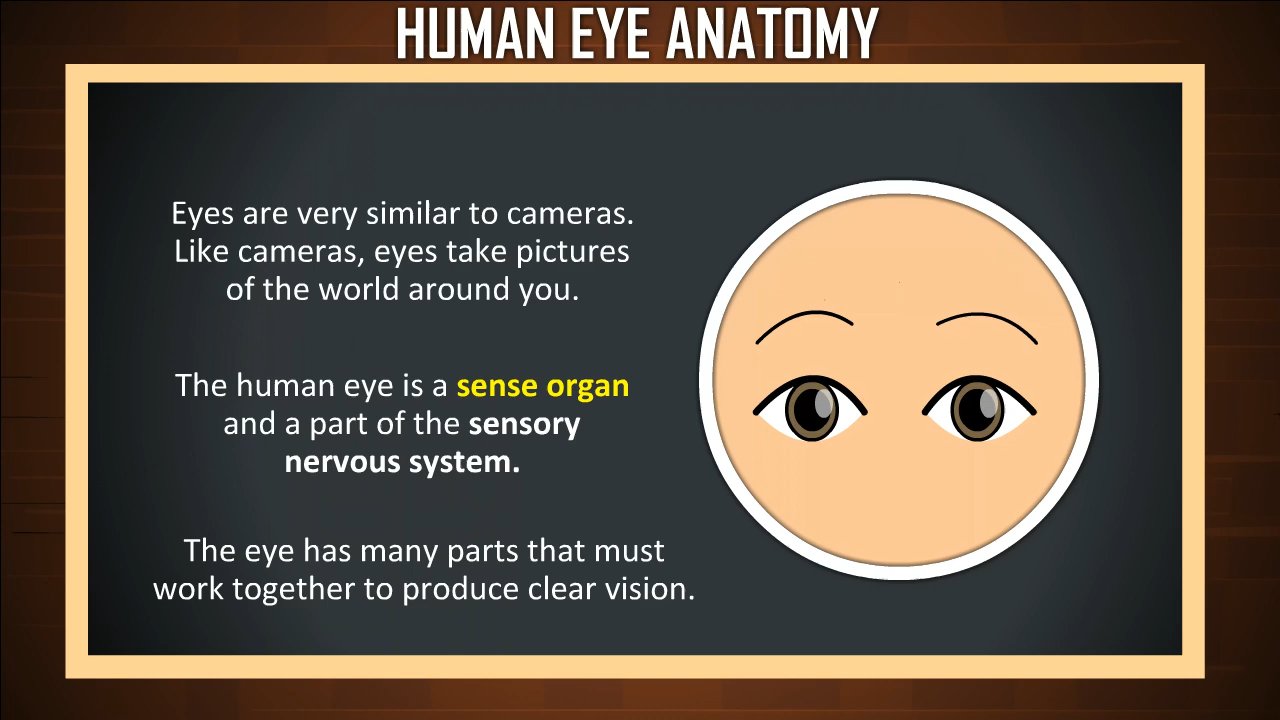 HUMAN EYE ANATOMY
Eyes are very similar to cameras.
Like cameras, eyes take pictures
of the world around you.
The human eye is a sense organ
and a part of the sensory
nervous system.
The eye has many parts that must
work together to produce clear vision.